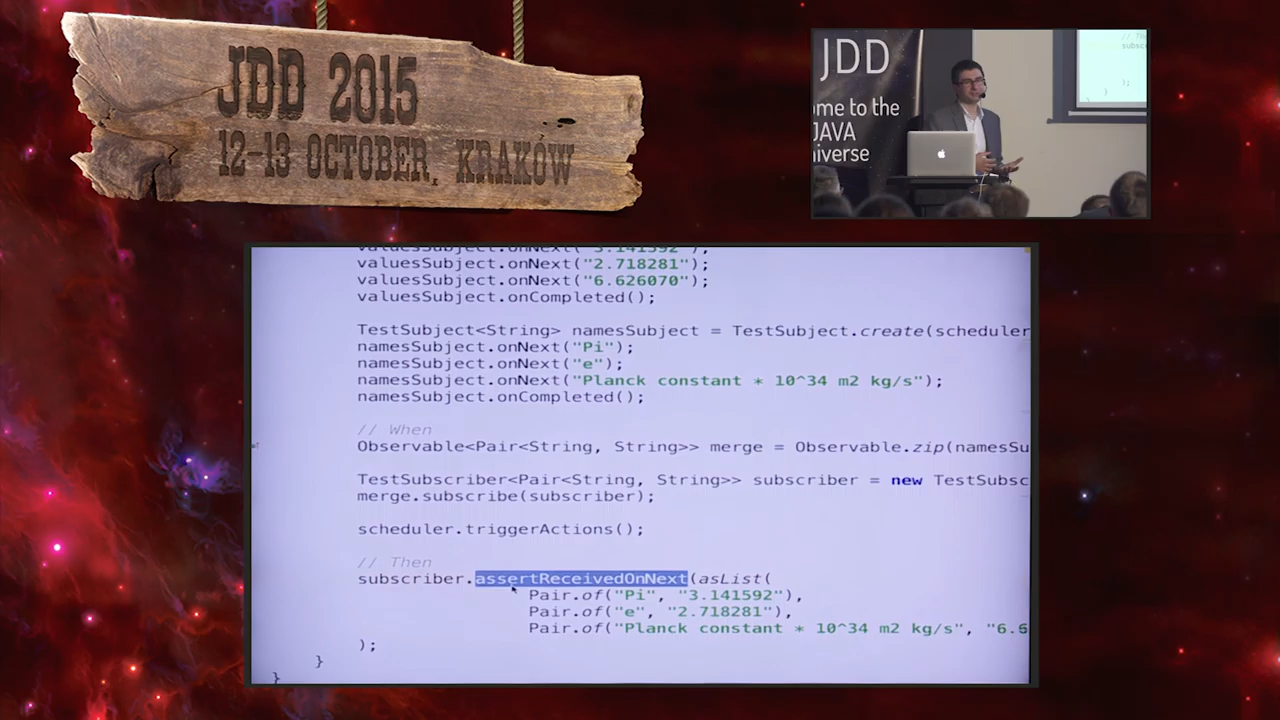 JDD 2015
12-13 OCTOBER, KRAKÓW
JDD
ome to the
JAVA
niverse
valuesSubject.onNext("3.141592");
valuesSubject.onNext("2.718281");
valuesSubject.onNext("6.626070");
valuesSubject.onCompleted();
TestSubject<String> namesSubject = TestSubject.create(scheduler
namesSubject.onNext("Pi");
namesSubject.onNext("e");
namesSubject.onNext("Planck constant * 10^34 m2 kg/s");
namesSubject.onCompleted();
// When
Observable<Pair<String, String>> merge = Observable.zip(namesSu
TestSubscriber<Pair<String, String>> subscriber = new TestSubsc
merge.subscribe(subscriber);
scheduler.triggerActions();
// Then
subscriber.assertReceivedOnNext(asList(
Pair.of("Pi", "3.141592"),
Pair.of("e", "2.718281"),
Pair.of("Planck constant * 10^34 m2 kg/s", "6.6
);
}
}